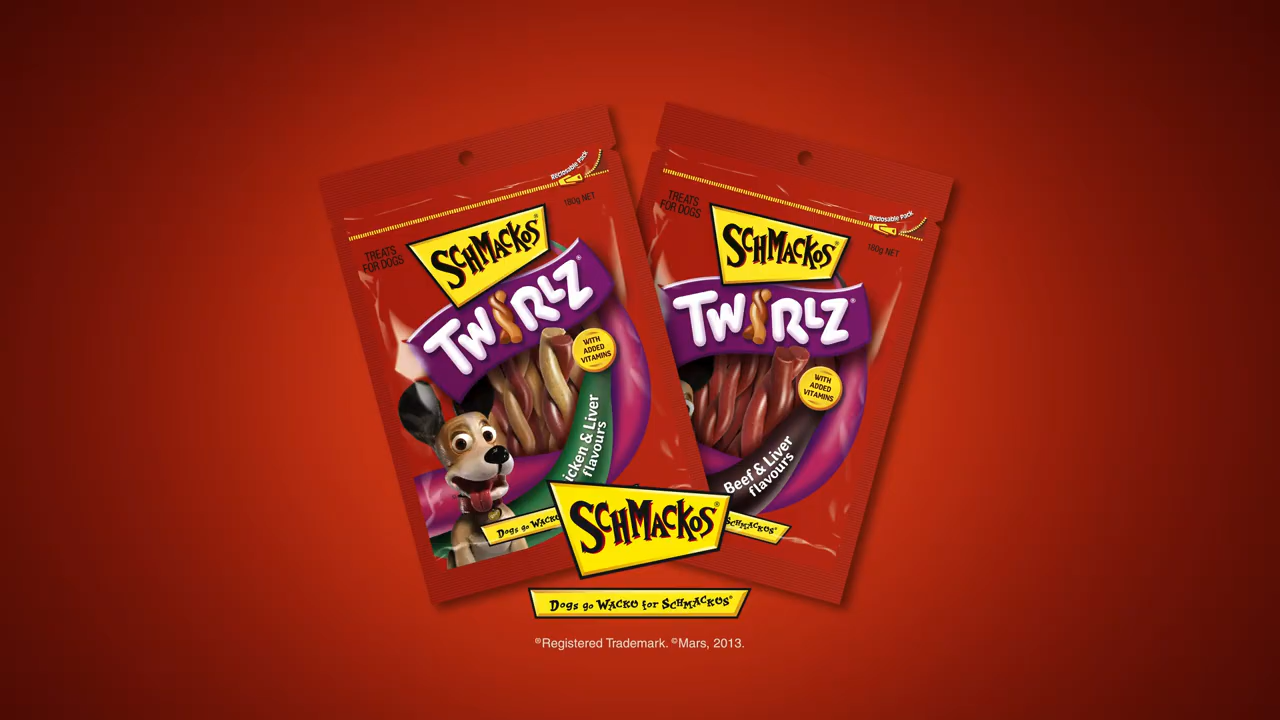 Reclosable Pack
180g NET
TREATS
FOR DOGS
SCHMACKOS®
TWIRLZ®
WITH
ADDED
VITAMINS
& Liver
flavours
Dogs go
Reclosable Pack
180g NET
TREATS
FOR DOGS
SCHMACKOS®
TWIRLZ®
WITH
ADDED
VITAMINS
Beef & Liver
flavours
SCHMACKOS®
SCHMACKOS®
Dogs go WACKO for SCHMACKOS®
®Registered Trademark. ©Mars, 2013.